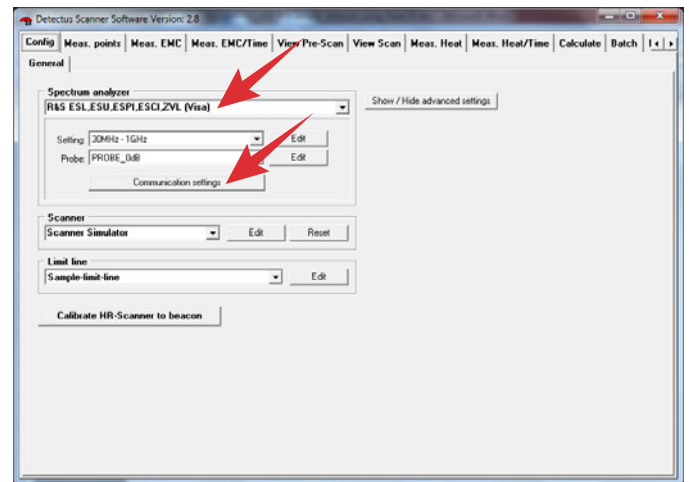 Detectus Scanner Software Version: 2.8
Config Meas. points Meas. EMC Meas. EMC/Time View Pre-Scan View Scan Meas. Heat Meas. Heat/Time Calculate Batch
General
Spectrum analyzer
R&S ESL,ESU,ESPI,ESCI,ZVL (Visa)
Show / Hide advanced settings
Setting: 30MHz - 1GHz Edit
Probe: PROBE_0dB Edit
Communication settings
Scanner
Scanner Simulator Edit Reset
Limit line
Sample-limit-line Edit
Calibrate HR-Scanner to beacon